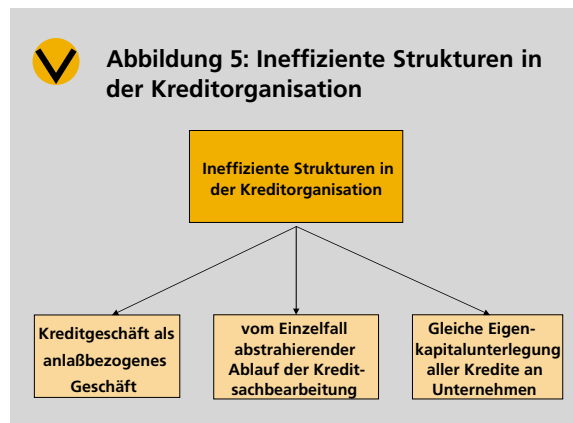 Abbildung 5: Ineffiziente Strukturen in
der Kreditorganisation
Ineffiziente Strukturen in
der Kreditorganisation
Kreditgeschäft als
anlaßbezogenes
Geschäft
vom Einzelfall
abstrahierender
Ablauf der Kredit-
sachbearbeitung
Gleiche Eigen-
kapitalunterlegung
aller Kredite an
Unternehmen